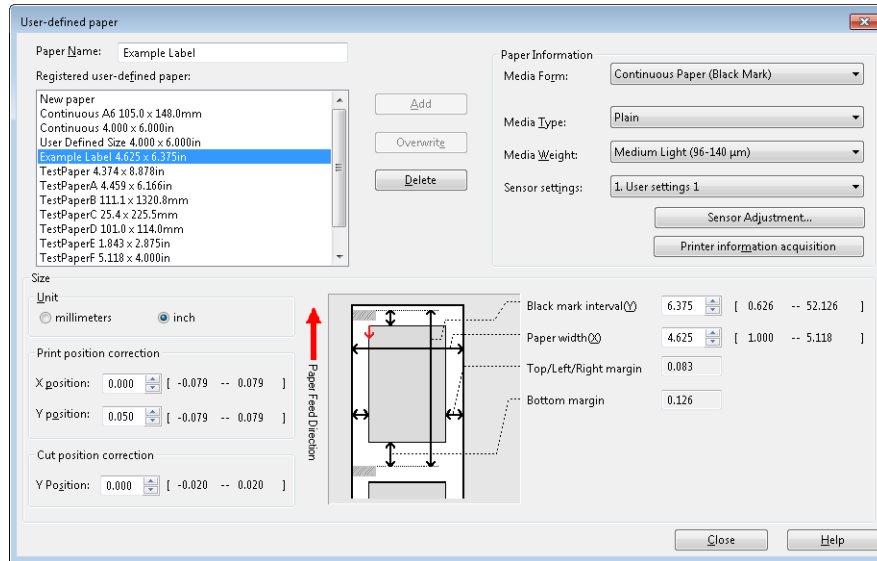 User-defined paper
Paper Name: Example Label
Registered user-defined paper:
New paper
Continuous A6 105.0 x 148.0mm
Continuous 4.000 x 6.000in
User Defined Size 4.000 x 6.000in
Example Label 4.625 x 6.375in
TestPaper 4.374 x 8.878in
TestPaperA 4.459 x 6.166in
TestPaperB 111.1 x 1320.8mm
TestPaperC 25.4 x 225.5mm
TestPaperD 101.0 x 114.0mm
TestPaperE 1.843 x 2.875in
TestPaperF 5.118 x 4.000in
Add
Overwrite
Delete
Paper Information
Media Form: Continuous Paper (Black Mark)
Media Type: Plain
Media Weight: Medium Light (96-140 µm)
Sensor settings: 1. User settings 1
Sensor Adjustment...
Printer information acquisition
Size
Unit
millimeters inch
Print position correction
X position: 0.000 [ -0.079 -- 0.079 ]
Y position: 0.050 [ -0.079 -- 0.079 ]
Cut position correction
Y Position: 0.000 [ -0.020 -- 0.020 ]
Paper Feed Direction
Black mark interval(Y) 6.375 [ 0.626 -- 52.126 ]
Paper width(X) 4.625 [ 1.000 -- 5.118 ]
Top/Left/Right margin 0.083
Bottom margin 0.126
Close
Help